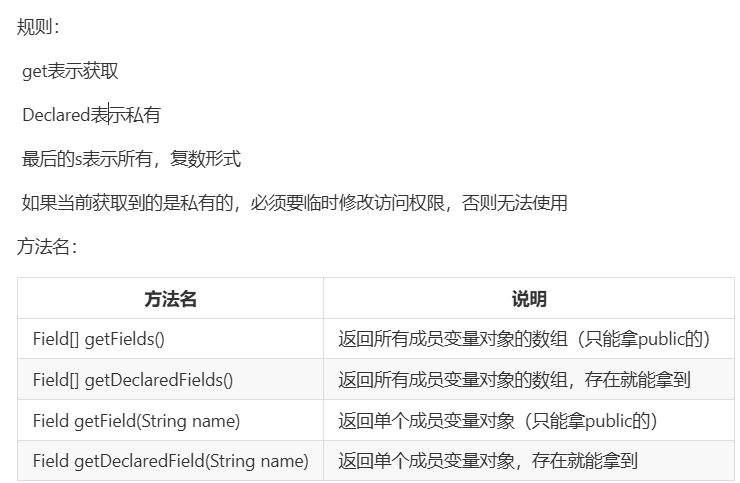 规则：
get表示获取
Declared表示私有
最后的s表示所有，复数形式
如果当前获取到的是私有的，必须要临时修改访问权限，否则无法使用
方法名：
方法名 说明
Field[] getFields() 返回所有成员变量对象的数组（只能拿public的）
Field[] getDeclaredFields() 返回所有成员变量对象的数组，存在就能拿到
Field getField(String name) 返回单个成员变量对象（只能拿public的）
Field getDeclaredField(String name) 返回单个成员变量对象，存在就能拿到